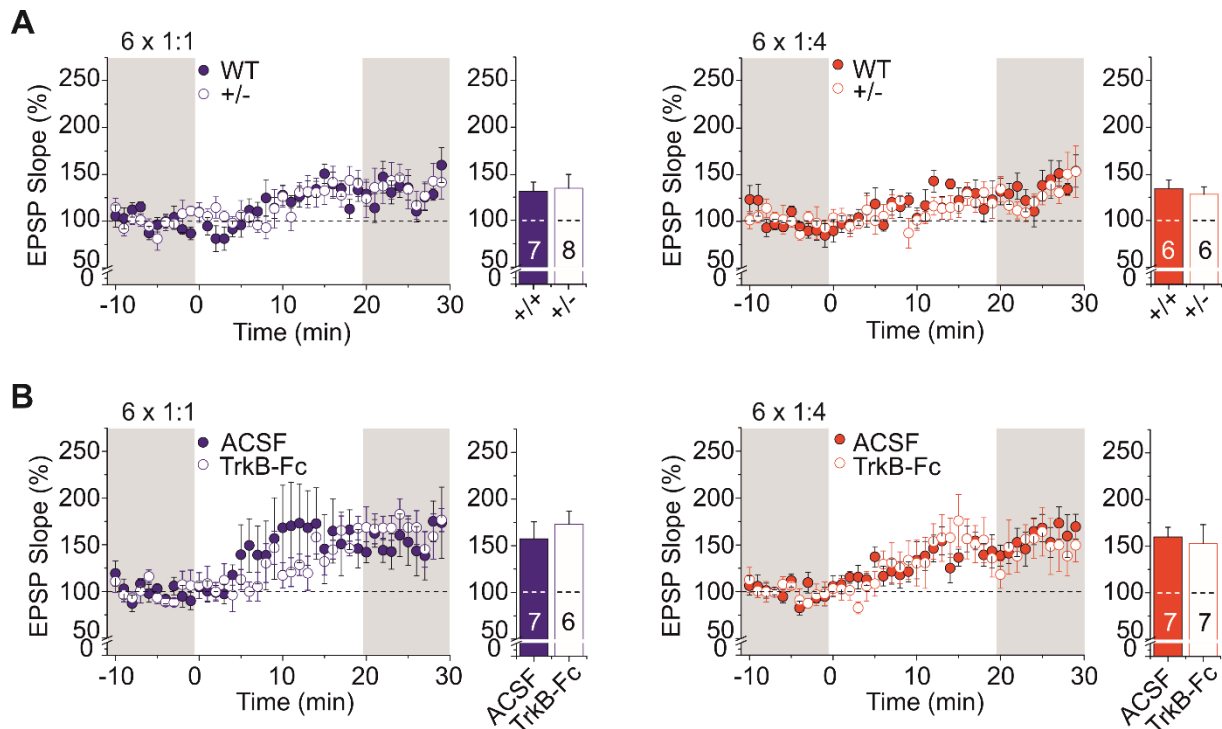 A
6 x 1:1
WT
+/-
EPSP Slope (%)
250
200
150
100
50
0
-10 0 10 20 30
Time (min)
250
200
150
100
50
0
7 8
+/+ +/-
6 x 1:4
WT
+/-
EPSP Slope (%)
250
200
150
100
50
0
-10 0 10 20 30
Time (min)
250
200
150
100
50
0
6 6
+/+ +/-
B
6 x 1:1
ACSF
TrkB-Fc
EPSP Slope (%)
250
200
150
100
50
0
-10 0 10 20 30
Time (min)
250
200
150
100
50
0
7 6
ACSF TrkB-Fc
6 x 1:4
ACSF
TrkB-Fc
EPSP Slope (%)
250
200
150
100
50
0
-10 0 10 20 30
Time (min)
250
200
150
100
50
0
7 7
ACSF TrkB-Fc